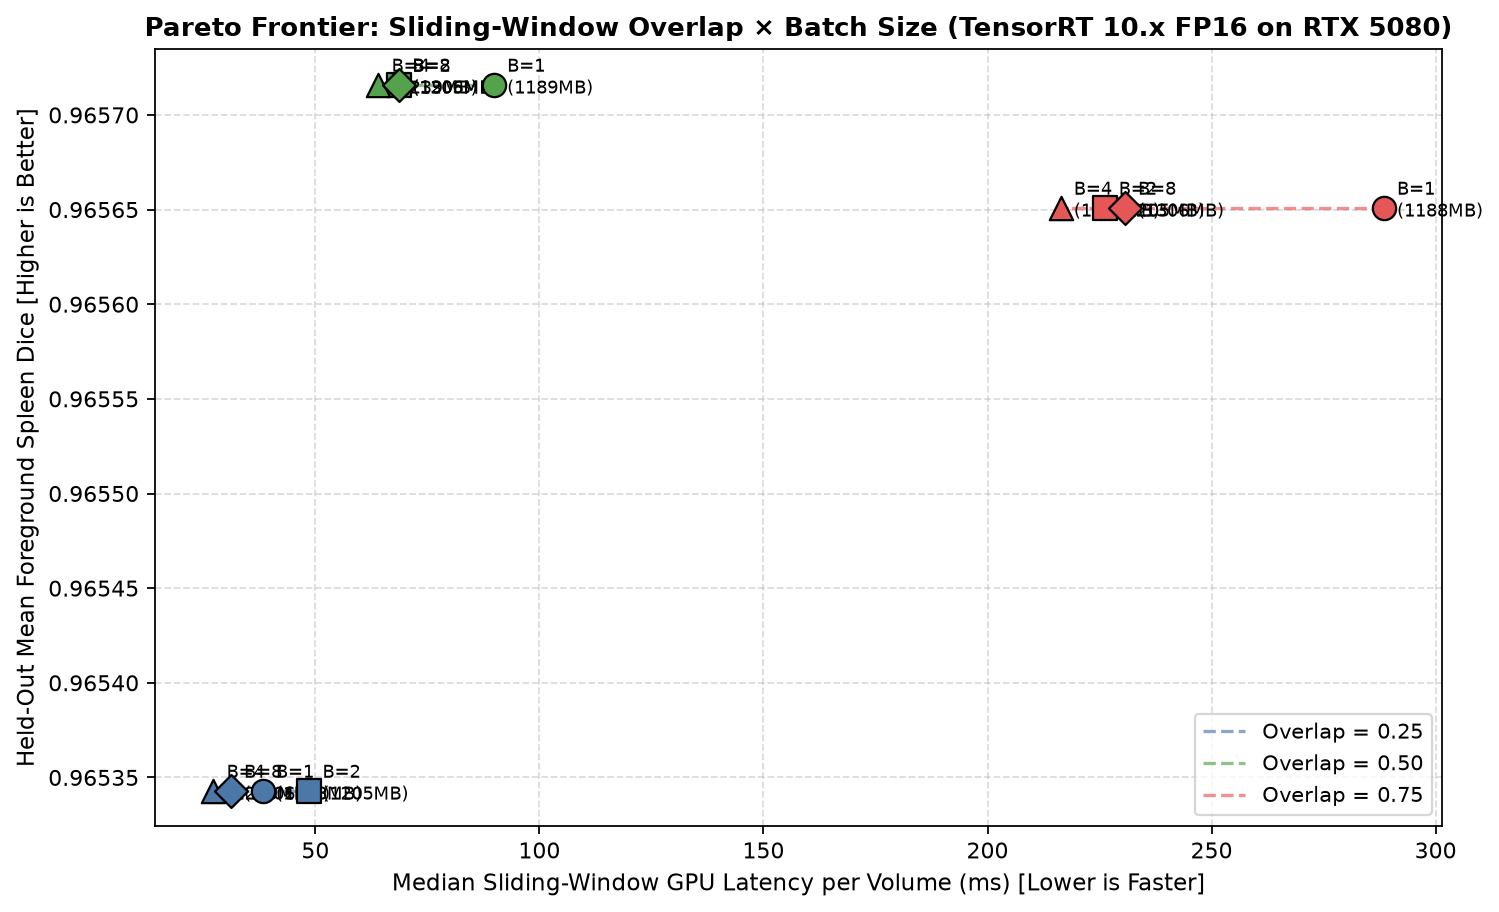 Pareto Frontier: Sliding-Window Overlap × Batch Size (TensorRT 10.x FP16 on RTX 5080)
Held-Out Mean Foreground Spleen Dice [Higher is Better]
0.96570
0.96565
0.96560
0.96555
0.96550
0.96545
0.96540
0.96535
B=1
(1189MB)
B=4
B=2
B=8
B=1
(1188MB)
B=4
B=8
B=1
B=2
Overlap = 0.25
Overlap = 0.50
Overlap = 0.75
50
100
150
200
250
300
Median Sliding-Window GPU Latency per Volume (ms) [Lower is Faster]